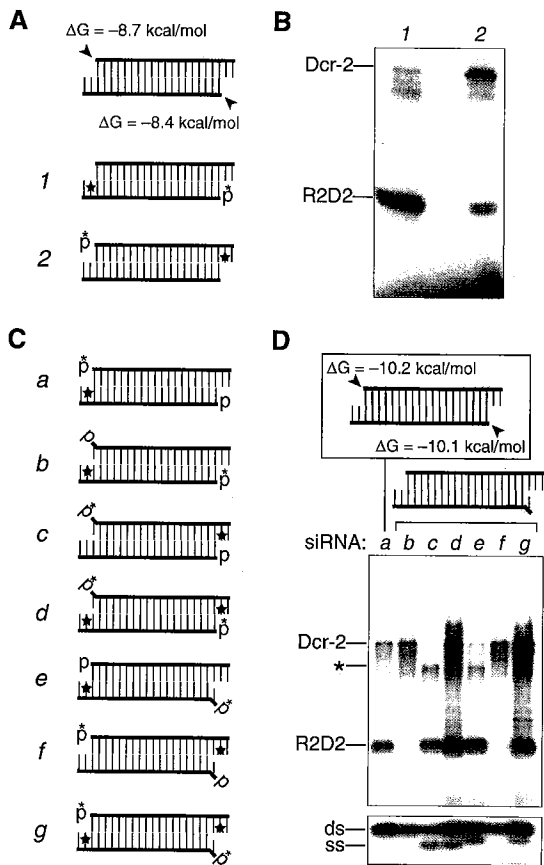 A
ΔG = –8.7 kcal/mol
ΔG = –8.4 kcal/mol
1
*
p
*
p
2
B
1 2
Dcr-2
R2D2
C
*
p
a
p
p
b
*
p
p*
c
p
p*
d
*
p
p
e
p*
*
p
f
p
*
p
g
p*
D
ΔG = –10.2 kcal/mol
ΔG = –10.1 kcal/mol
siRNA: a b c d e f g
Dcr-2
*
R2D2
ds
ss